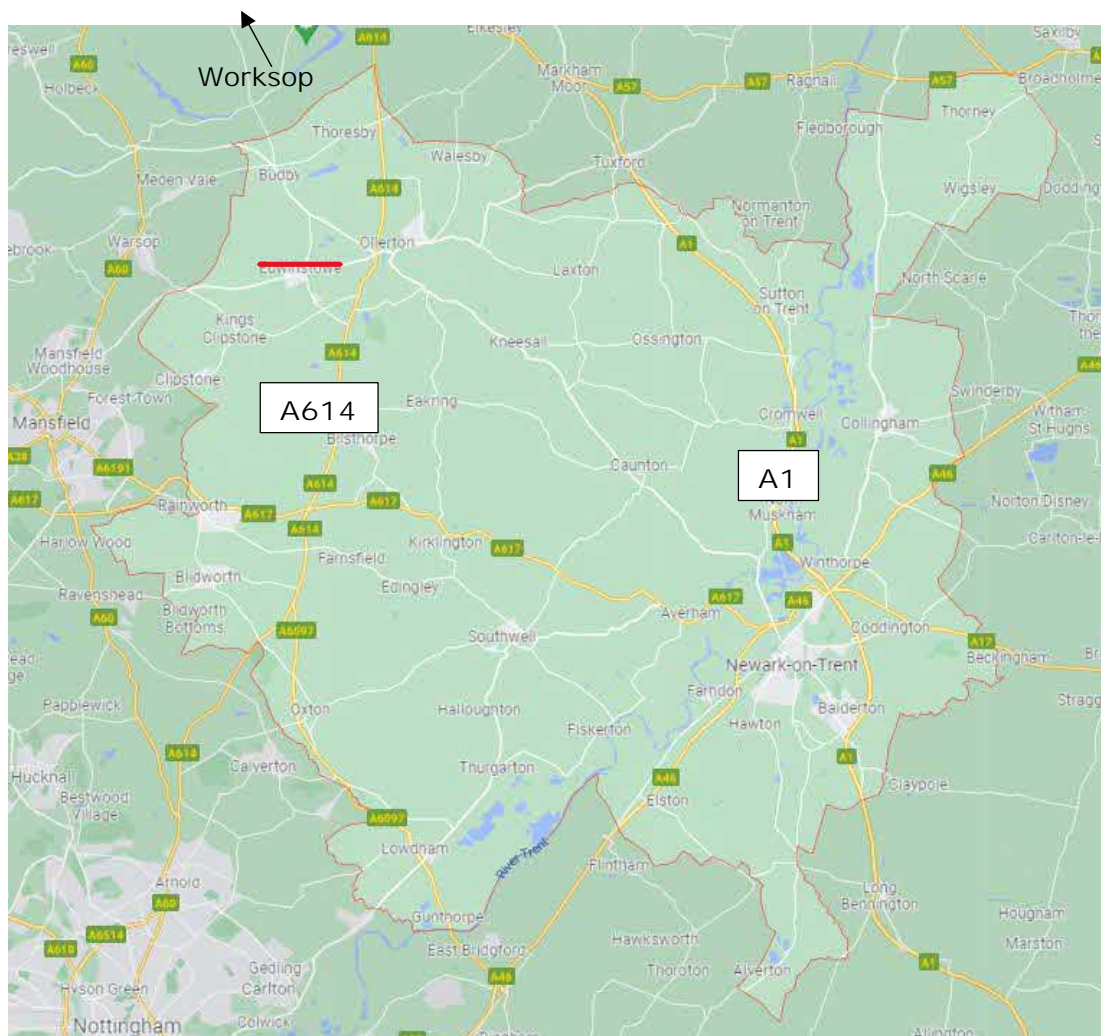 Worksop
A614
A57
Elkesley
Saxilby
A60
Holbeck
Markham
Moor
A57
Ragnall
A57
Broadholme
Thoresby
Thorney
Fledborough
Walesby
Budby
Tuxford
Meden Vale
A614
Wigsley
Normanton
on Trent
Warsop
Ollerton
A1
A60
Edwinstowe
Laxton
North Scarle
Sutton
on Trent
Kings
Clipstone
Kneesall
Ossington
Mansfield
Woodhouse
A614
A46
Clipstone
Swinderby
Forest Town
Eakring
A614
Cromwell
Collingham
Witham
St Hughs
Mansfield
Bilsthorpe
A1
A38
A6191
Caunton
A1
A46
A614
A617
Rainworth
A617
A617
Muskham
Norton Disney
A614
Harlow Wood
Farnsfield
Kirklington
A617
A1
Winthorpe
Blidworth
Edingley
Ravenshead
A617
A46
A60
Blidworth
Bottoms
Averham
A6097
Southwell
Coddington
A17
Beckingham
Newark-on-Trent
Papplewick
Farndon
Oxton
Halloughton
Fiskerton
Hawton
Balderton
A614
A1
Hucknall
Calverton
Thurgarton
A46
Claypole
Bestwood
Village
Elston
A6097
Lowdham
River Trent
Flintham
Arnold
A60
Long
Bennington
Gunthorpe
Hougham
A610
A6514
East Bridgford
Hawksworth
Marston
Gedling
Thoroton
Alverton
A1
Hyson Green
Carlton
A46
Nottingham
Colwick